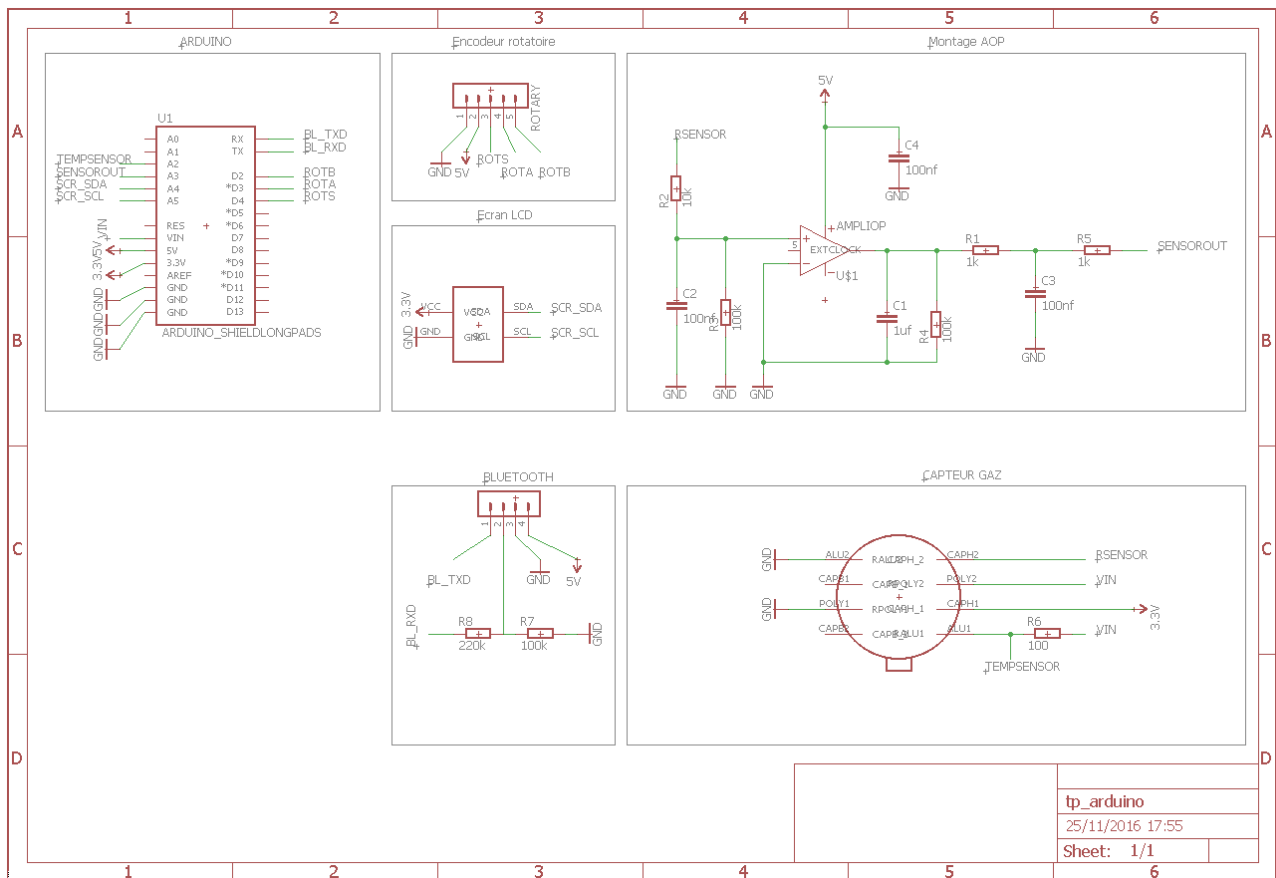 1 2 3 4 5 6
A
B
C
D
ARDUINO
U1
A0
A1
A2
A3
A4
A5
RES
VIN
5V
3.3V
AREF
GND
GND
GND
RX
TX
D2
*D3
D4
*D5
*D6
D7
D8
*D9
*D10
*D11
D12
D13
TEMPSENSOR
SENSOROUT
SCR_SDA
SCR_SCL
VIN
5V
3.3V
GND
GND
GND
BL_TXD
BL_RXD
ROTB
ROTA
ROTS
ARDUINO_SHIELDLONGPADS
Encodeur rotatoire
ROTARY
1 2 3 4 5
GND 5V
ROTS
ROTA ROTB
Ecran LCD
3.3V
VCC
GND
GND
SDA
SCL
SCR_SDA
SCR_SCL
Montage AOP
5V
RSENSOR
R2
10k
C4
100nf
GND
AMPLIOP
5
EXTCLOCK
U$1
R1
1k
R5
1k
SENSOROUT
C2
100nf
R3
100k
C1
1uf
R4
100k
C3
100nf
GND
GND
GND
GND
BLUETOOTH
1 2 3 4
BL_TXD
GND
5V
BL_RXD
R8
220k
R7
100k
GND
CAPTEUR GAZ
GND
ALU2
CAPB1
GND
POLY1
CAPB2
CAPH2
POLY2
CAPH1
ALU1
RSENSOR
VIN
3.3V
R6
100
VIN
TEMPSENSOR
tp_arduino
25/11/2016 17:55
Sheet: 1/1
A
B
C
D
1 2 3 4 5 6